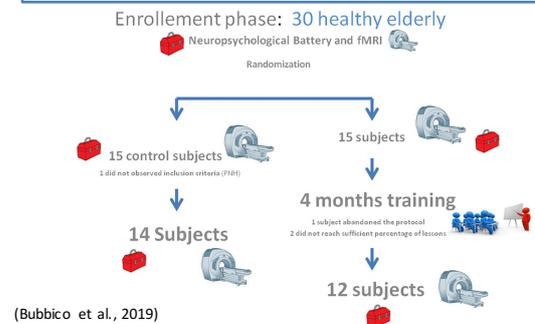 Enrollement phase: 30 healthy elderly
Neuropsychological Battery and fMRI
Randomization
15 control subjects
1 did not observed inclusion criteria (PNH)
14 Subjects
15 subjects
4 months training
1 subject abandoned the protocol
2 did not reach sufficient percentage of lessons
12 subjects
(Bubbico et al., 2019)